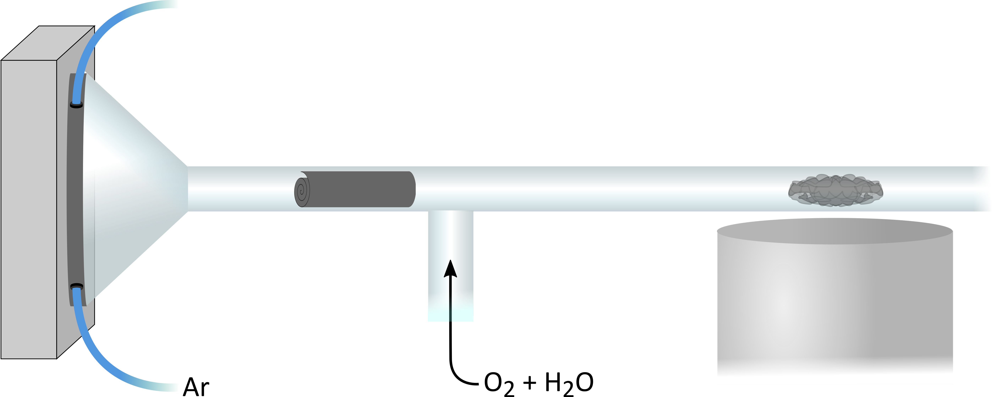 Ar
O₂ + H₂O